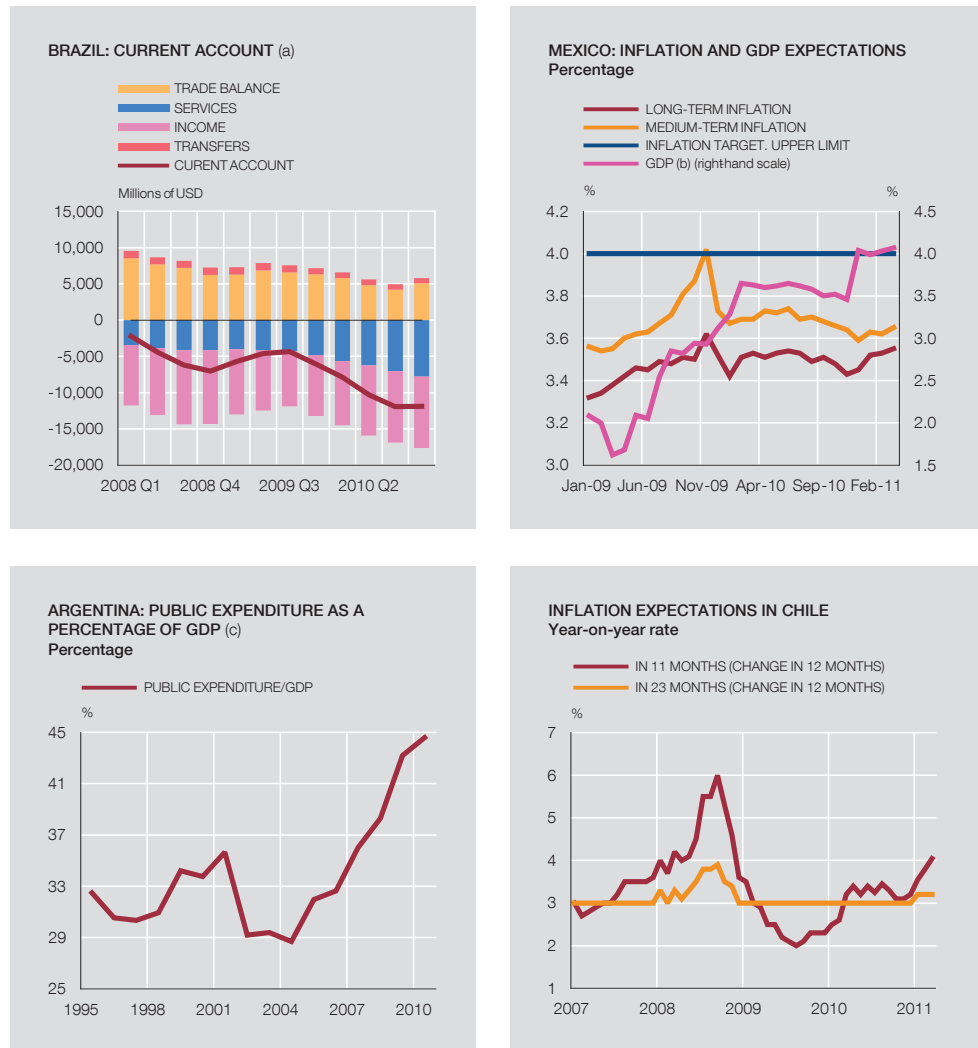 BRAZIL: CURRENT ACCOUNT (a)
TRADE BALANCE
SERVICES
INCOME
TRANSFERS
CURENT ACCOUNT
Millions of USD
15,000
10,000
5,000
0
-5,000
-10,000
-15,000
-20,000
2008 Q1 2008 Q4 2009 Q3 2010 Q2
MEXICO: INFLATION AND GDP EXPECTATIONS
Percentage
LONG-TERM INFLATION
MEDIUM-TERM INFLATION
INFLATION TARGET. UPPER LIMIT
GDP (b) (right-hand scale)
% %
4.2 4.5
4.0 4.0
3.8 3.5
3.6 3.0
3.4 2.5
3.2 2.0
3.0 1.5
Jan-09 Jun-09 Nov-09 Apr-10 Sep-10 Feb-11
ARGENTINA: PUBLIC EXPENDITURE AS A
PERCENTAGE OF GDP (c)
Percentage
PUBLIC EXPENDITURE/GDP
%
45
41
37
33
29
25
1995 1998 2001 2004 2007 2010
INFLATION EXPECTATIONS IN CHILE
Year-on-year rate
IN 11 MONTHS (CHANGE IN 12 MONTHS)
IN 23 MONTHS (CHANGE IN 12 MONTHS)
%
7
6
5
4
3
2
1
2007 2008 2009 2010 2011